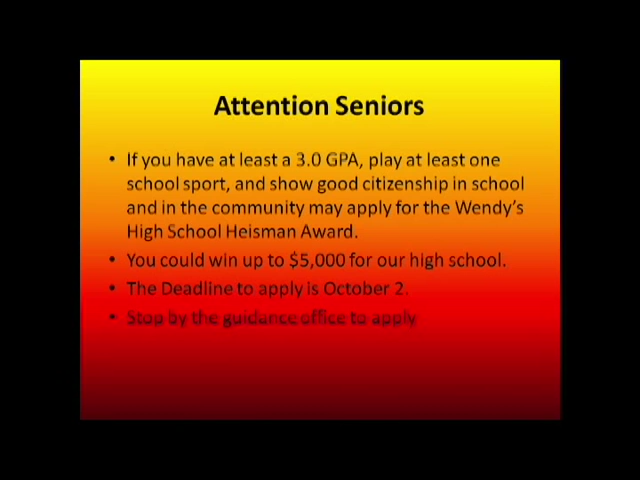 Attention Seniors
• If you have at least a 3.0 GPA, play at least one
school sport, and show good citizenship in school
and in the community may apply for the Wendy's
High School Heisman Award.
• You could win up to $5,000 for our high school.
• The Deadline to apply is October 2.
• Stop by the guidance office to apply